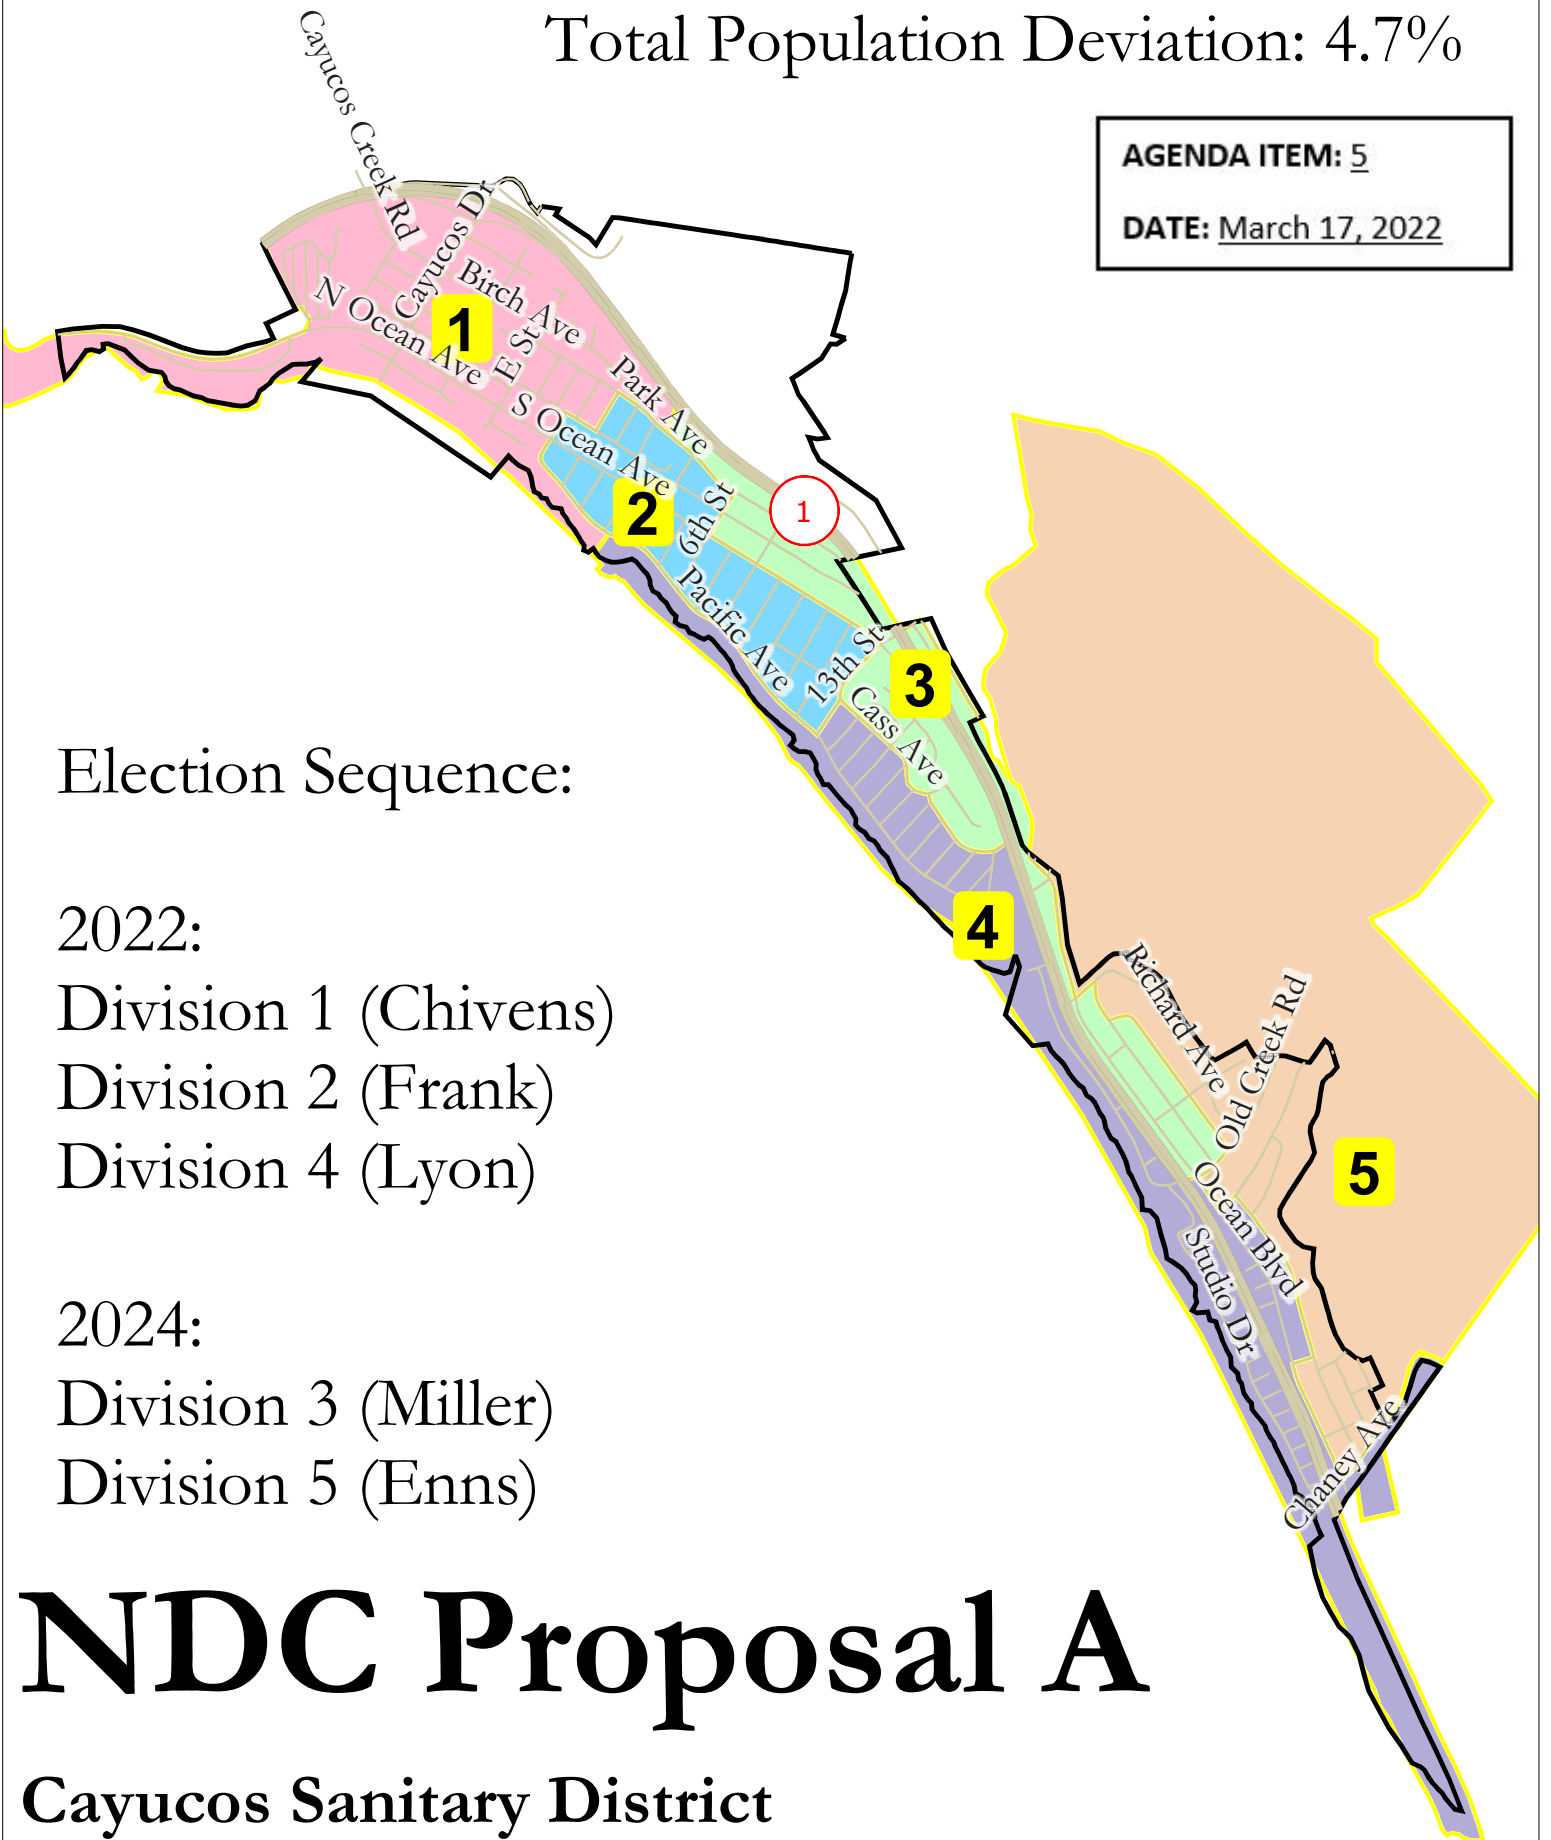 Total Population Deviation: 4.7%
AGENDA ITEM: 5
DATE: March 17, 2022
Cayucos Creek Rd
Cayucos Dr
Birch Ave
N Ocean Ave
1
E St
Park Ave
S Ocean Ave
2
6th St
1
Pacific Ave
13th St
3
Cass Ave
4
Richard Ave
Old Creek Rd
5
Ocean Blvd
Studio Dr
Chaney Ave
Election Sequence:
2022:
Division 1 (Chivens)
Division 2 (Frank)
Division 4 (Lyon)
2024:
Division 3 (Miller)
Division 5 (Enns)
NDC Proposal A
Cayucos Sanitary District